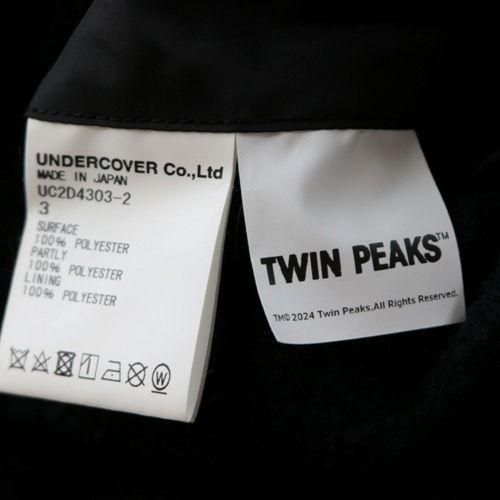 UNDERCOVER Co.,Ltd
MADE IN JAPAN
UC2D4303-2
3
SURFACE
100% POLYESTER
PARTLY
100% POLYESTER
LINING
100% POLYESTER
W
TWIN PEAKS™
TM© 2024 Twin Peaks.All Rights Reserved.